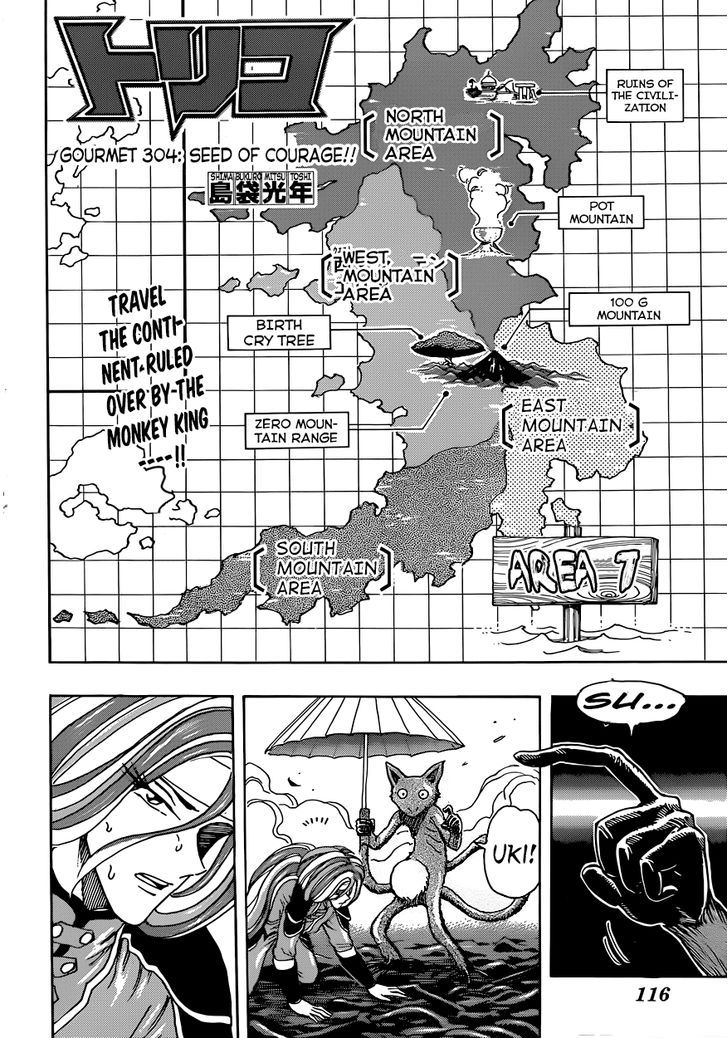 トリコ
GOURMET 304: SEED OF COURAGE!!
SHIMA BUKURO MITSU TOSHI
島袋光年
RUINS
OF THE CIVILI-
ZATION
NORTH
MOUNTAIN
AREA
POT
MOUNTAIN
WEST
MOUNTAIN
AREA
TRAVEL
THE CONTI-
NENT RULED
OVER BY THE
MONKEY KING
----!!
100 G
MOUNTAIN
BIRTH
CRY TREE
ZERO MOUN-
TAIN RANGE
EAST
MOUNTAIN
AREA
SOUTH
MOUNTAIN
AREA
AREA 7
SU...
UKI!
116